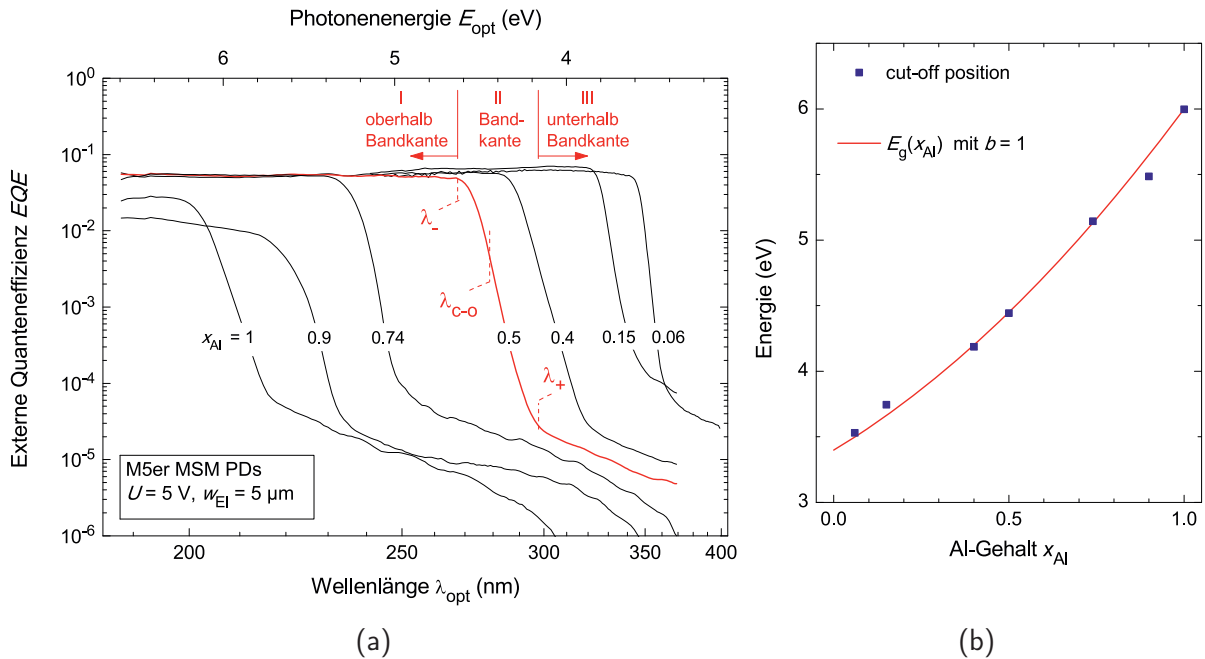 Photonenenergie E_opt (eV)
6 5 4
10^0
10^-1
10^-2
10^-3
10^-4
10^-5
10^-6
Externe Quanteneffizienz EQE
I
oberhalb
Bandkante
II
Band-
kante
III
unterhalb
Bandkante
λ_-
λ_c-o
λ_+
x_Al = 1 0.9 0.74 0.5 0.4 0.15 0.06
M5er MSM PDs
U = 5 V, w_El = 5 µm
200 250 300 350 400
Wellenlänge λ_opt (nm)
(a)
cut-off position
E_g(x_Al) mit b = 1
6
5
4
3
Energie (eV)
0.0 0.5 1.0
Al-Gehalt x_Al
(b)